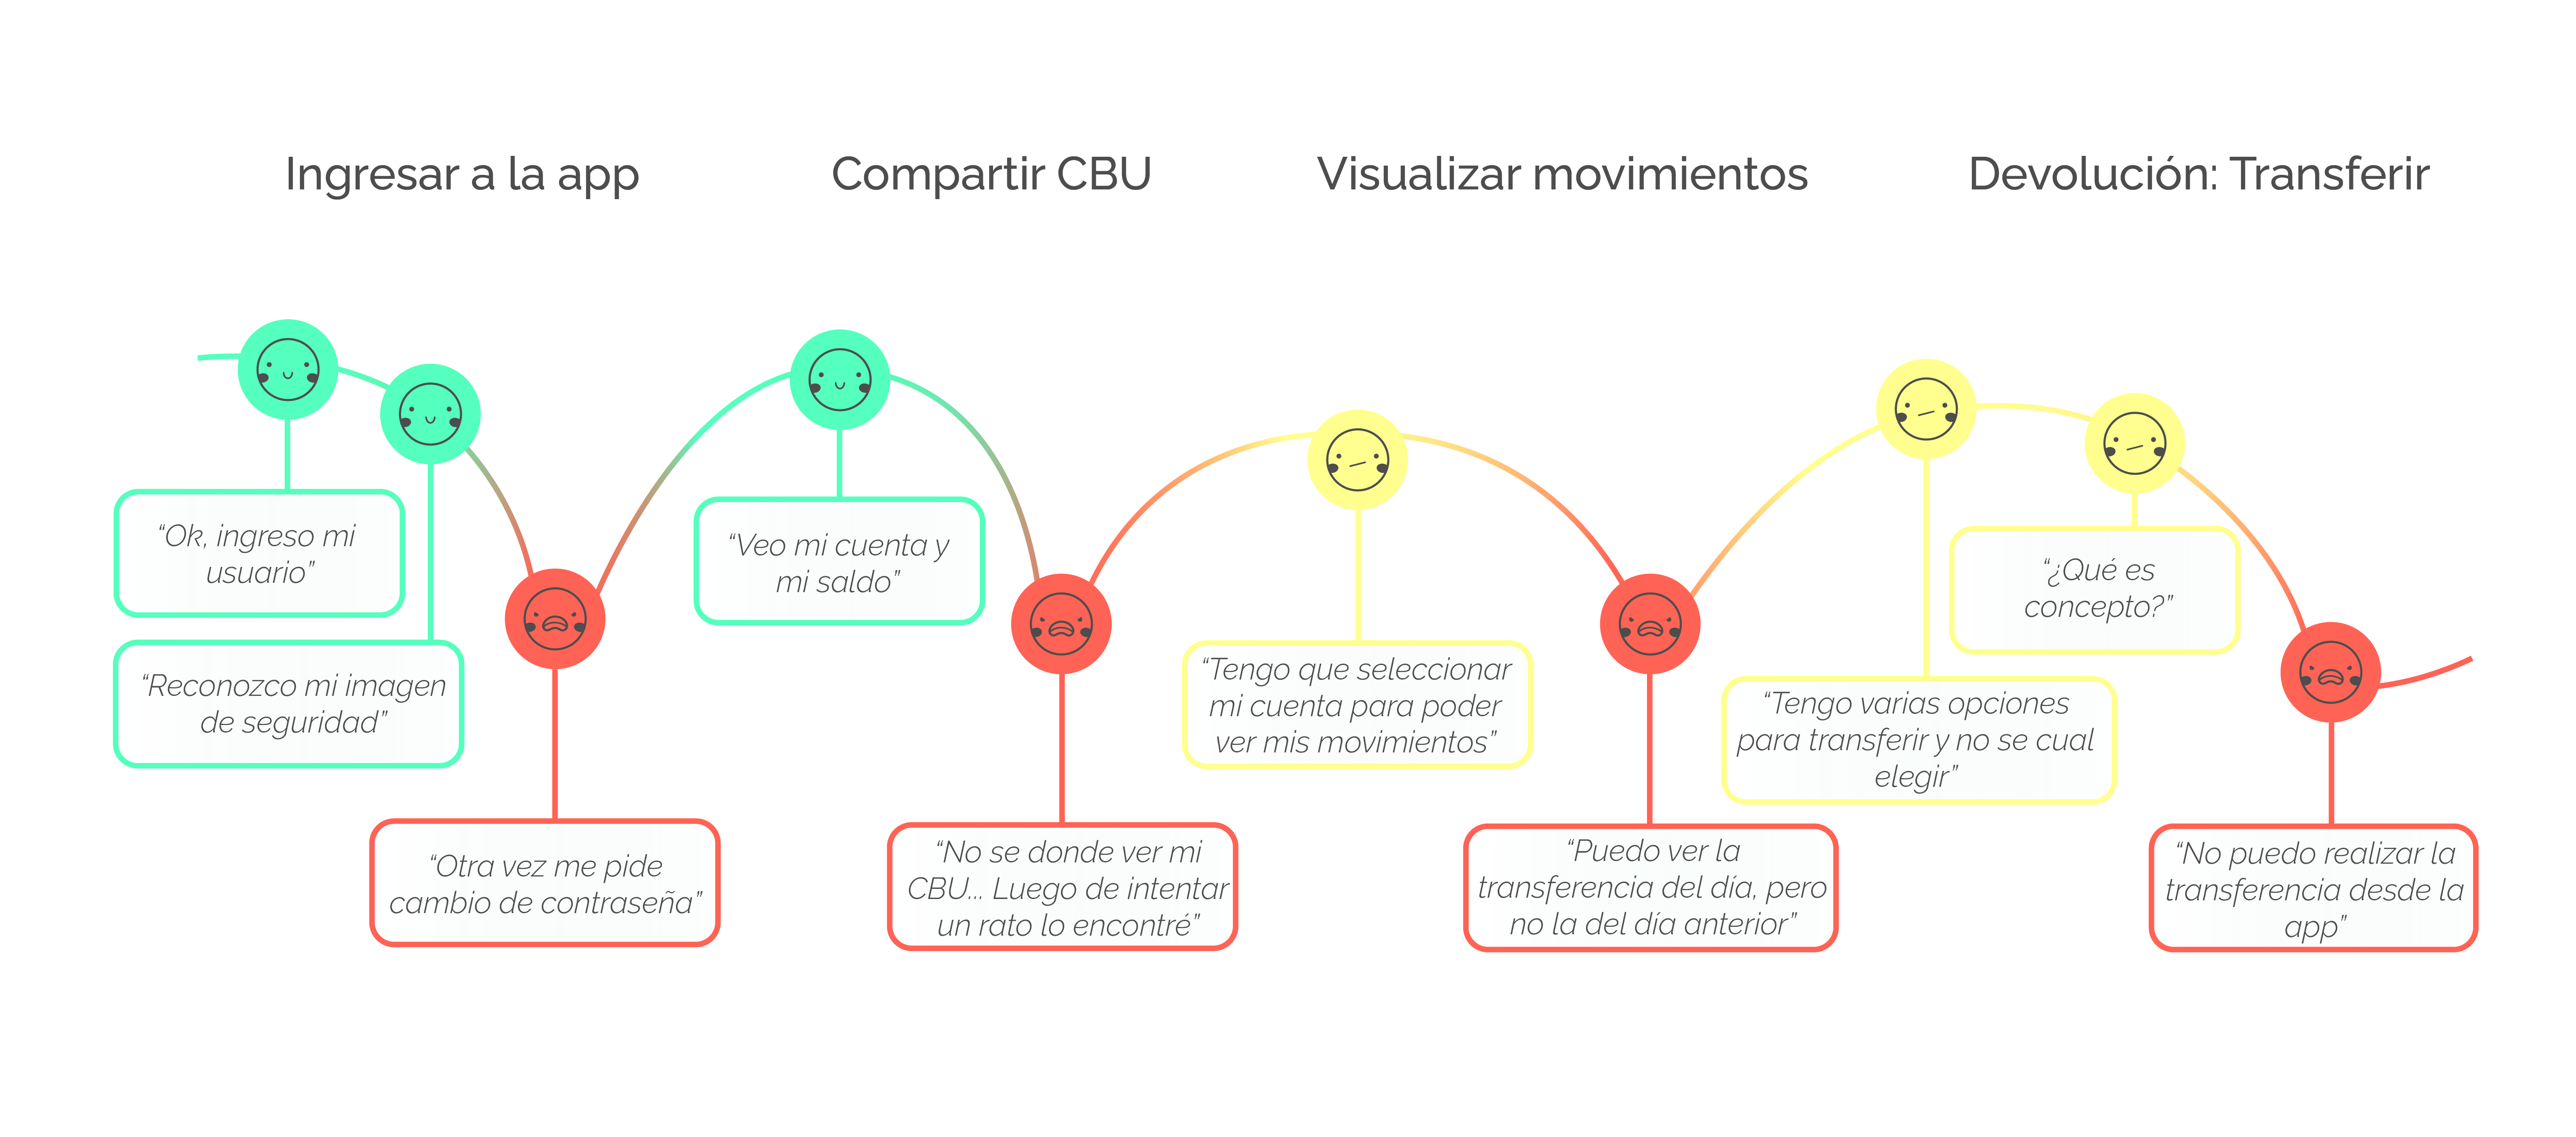 Ingresar a la app
Compartir CBU
Visualizar movimientos
Devolución: Transferir
“Ok, ingreso mi
usuario”
“Reconozco mi imagen
de seguridad”
“Otra vez me pide
cambio de contraseña”
“Veo mi cuenta y
mi saldo”
“No se donde ver mi
CBU... Luego de intentar
un rato lo encontré”
“Tengo que seleccionar
mi cuenta para poder
ver mis movimientos”
“Puedo ver la
transferencia del día, pero
no la del día anterior”
“Tengo varias opciones
para transferir y no se cual
elegir”
“¿Qué es
concepto?”
“No puedo realizar la
transferencia desde la
app”